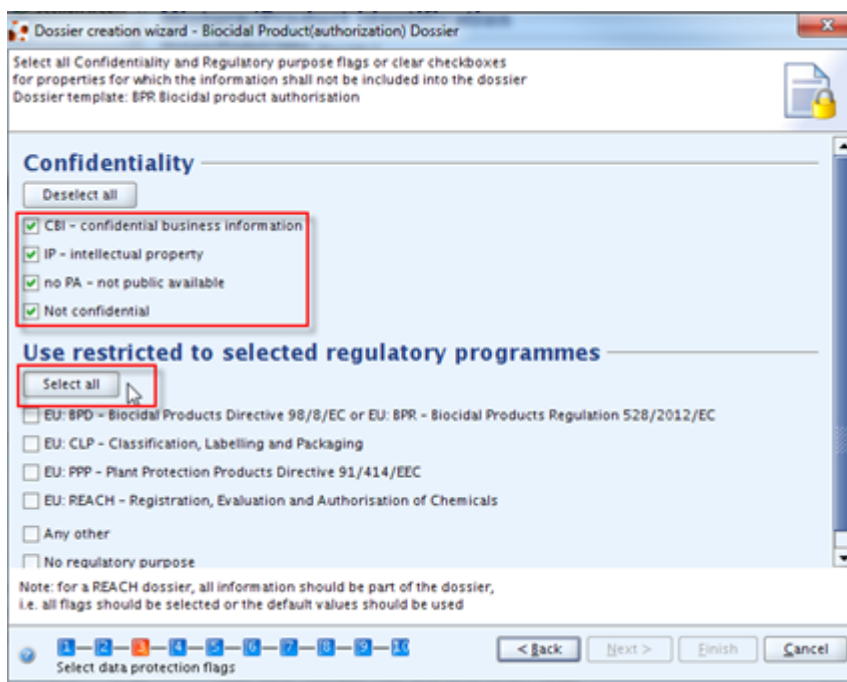 Dossier creation wizard - Biocidal Product(authorization) Dossier
Select all Confidentiality and Regulatory purpose flags or clear checkboxes
for properties for which the information shall not be included into the dossier
Dossier template: BPR Biocidal product authorisation
Confidentiality
Deselect all
CBI - confidential business information
IP - intellectual property
no PA - not public available
Not confidential
Use restricted to selected regulatory programmes
Select all
EU: BPD - Biocidal Products Directive 98/8/EC or EU: BPR - Biocidal Products Regulation 528/2012/EC
EU: CLP - Classification, Labelling and Packaging
EU: PPP - Plant Protection Products Directive 91/414/EEC
EU: REACH - Registration, Evaluation and Authorisation of Chemicals
Any other
No regulatory purpose
Note: for a REACH dossier, all information should be part of the dossier,
i.e. all flags should be selected or the default values should be used
1 2 3 4 5 6 7 8 9 10
Select data protection flags
< Back Next > Finish Cancel